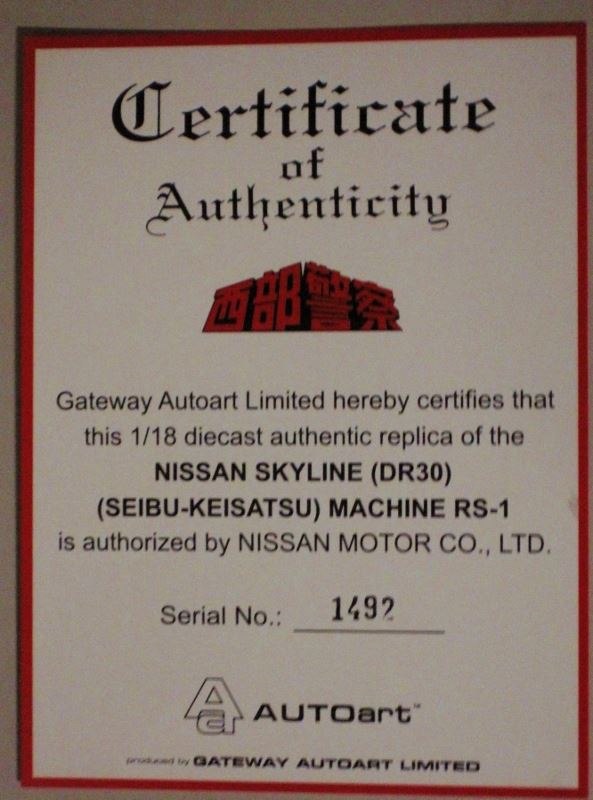 Certificate
of
Authenticity
西部警察
Gateway Autoart Limited hereby certifies that
this 1/18 diecast authentic replica of the
NISSAN SKYLINE (DR30)
(SEIBU-KEISATSU) MACHINE RS-1
is authorized by NISSAN MOTOR CO., LTD.
Serial No.: 1492
AUTOart™
produced by GATEWAY AUTOART LIMITED